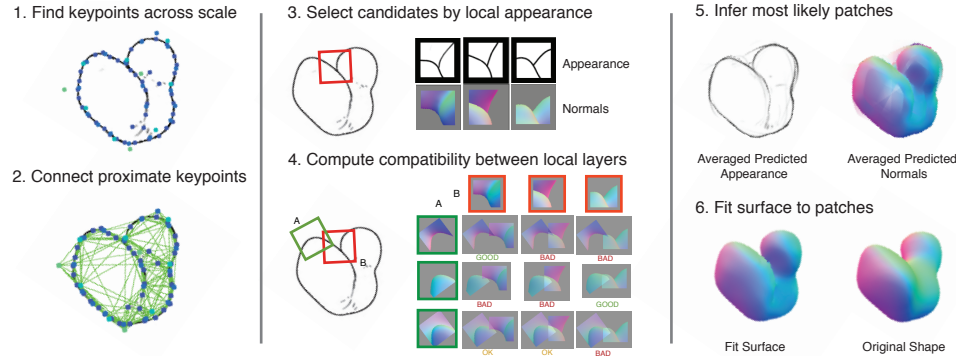 1. Find keypoints across scale
2. Connect proximate keypoints
3. Select candidates by local appearance
Appearance
Normals
4. Compute compatibility between local layers
B
A
A
B
GOOD
BAD
BAD
BAD
BAD
GOOD
OK
OK
BAD
5. Infer most likely patches
Averaged Predicted
Appearance
Averaged Predicted
Normals
6. Fit surface to patches
Fit Surface
Original Shape